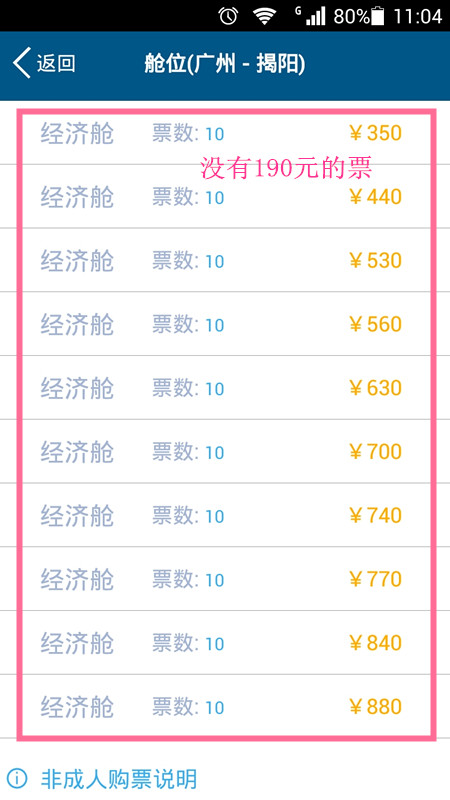 G 80% 11:04
返回 舱位(广州 - 揭阳)
经济舱 票数: 10 ￥350
没有190元的票
经济舱 票数: 10 ￥440
经济舱 票数: 10 ￥530
经济舱 票数: 10 ￥560
经济舱 票数: 10 ￥630
经济舱 票数: 10 ￥700
经济舱 票数: 10 ￥740
经济舱 票数: 10 ￥770
经济舱 票数: 10 ￥840
经济舱 票数: 10 ￥880
非成人购票说明